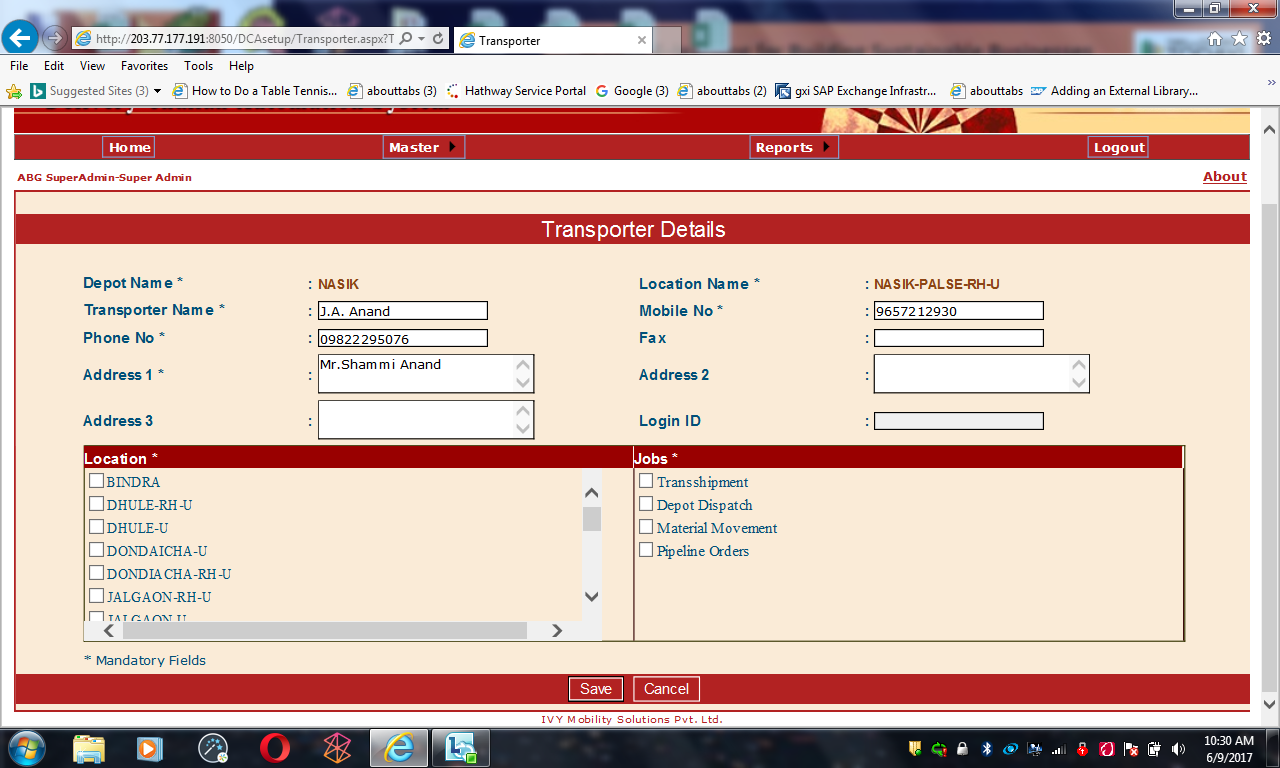 http://203.77.177.191:8050/DCAsetup/Transporter.aspx?T
Transporter
File Edit View Favorites Tools Help
Suggested Sites (3) How to Do a Table Tennis... abouttabs (3) Hathway Service Portal Google (3) abouttabs (2) gxi SAP Exchange Infrastr... abouttabs Adding an External Library...
Home Master Reports Logout
ABG SuperAdmin-Super Admin About
Transporter Details
Depot Name * : NASIK Location Name * : NASIK-PALSE-RH-U
Transporter Name * : J.A. Anand Mobile No * : 9657212930
Phone No * : 09822295076 Fax :
Address 1 * : Mr.Shammi Anand Address 2 :
Address 3 : Login ID :
Location * Jobs *
BINDRA Transshipment
DHULE-RH-U Depot Dispatch
DHULE-U Material Movement
DONDAICHA-U Pipeline Orders
DONDIACHA-RH-U
JALGAON-RH-U
JALGAON-U
* Mandatory Fields
Save Cancel
IVY Mobility Solutions Pvt. Ltd.
10:30 AM
6/9/2017